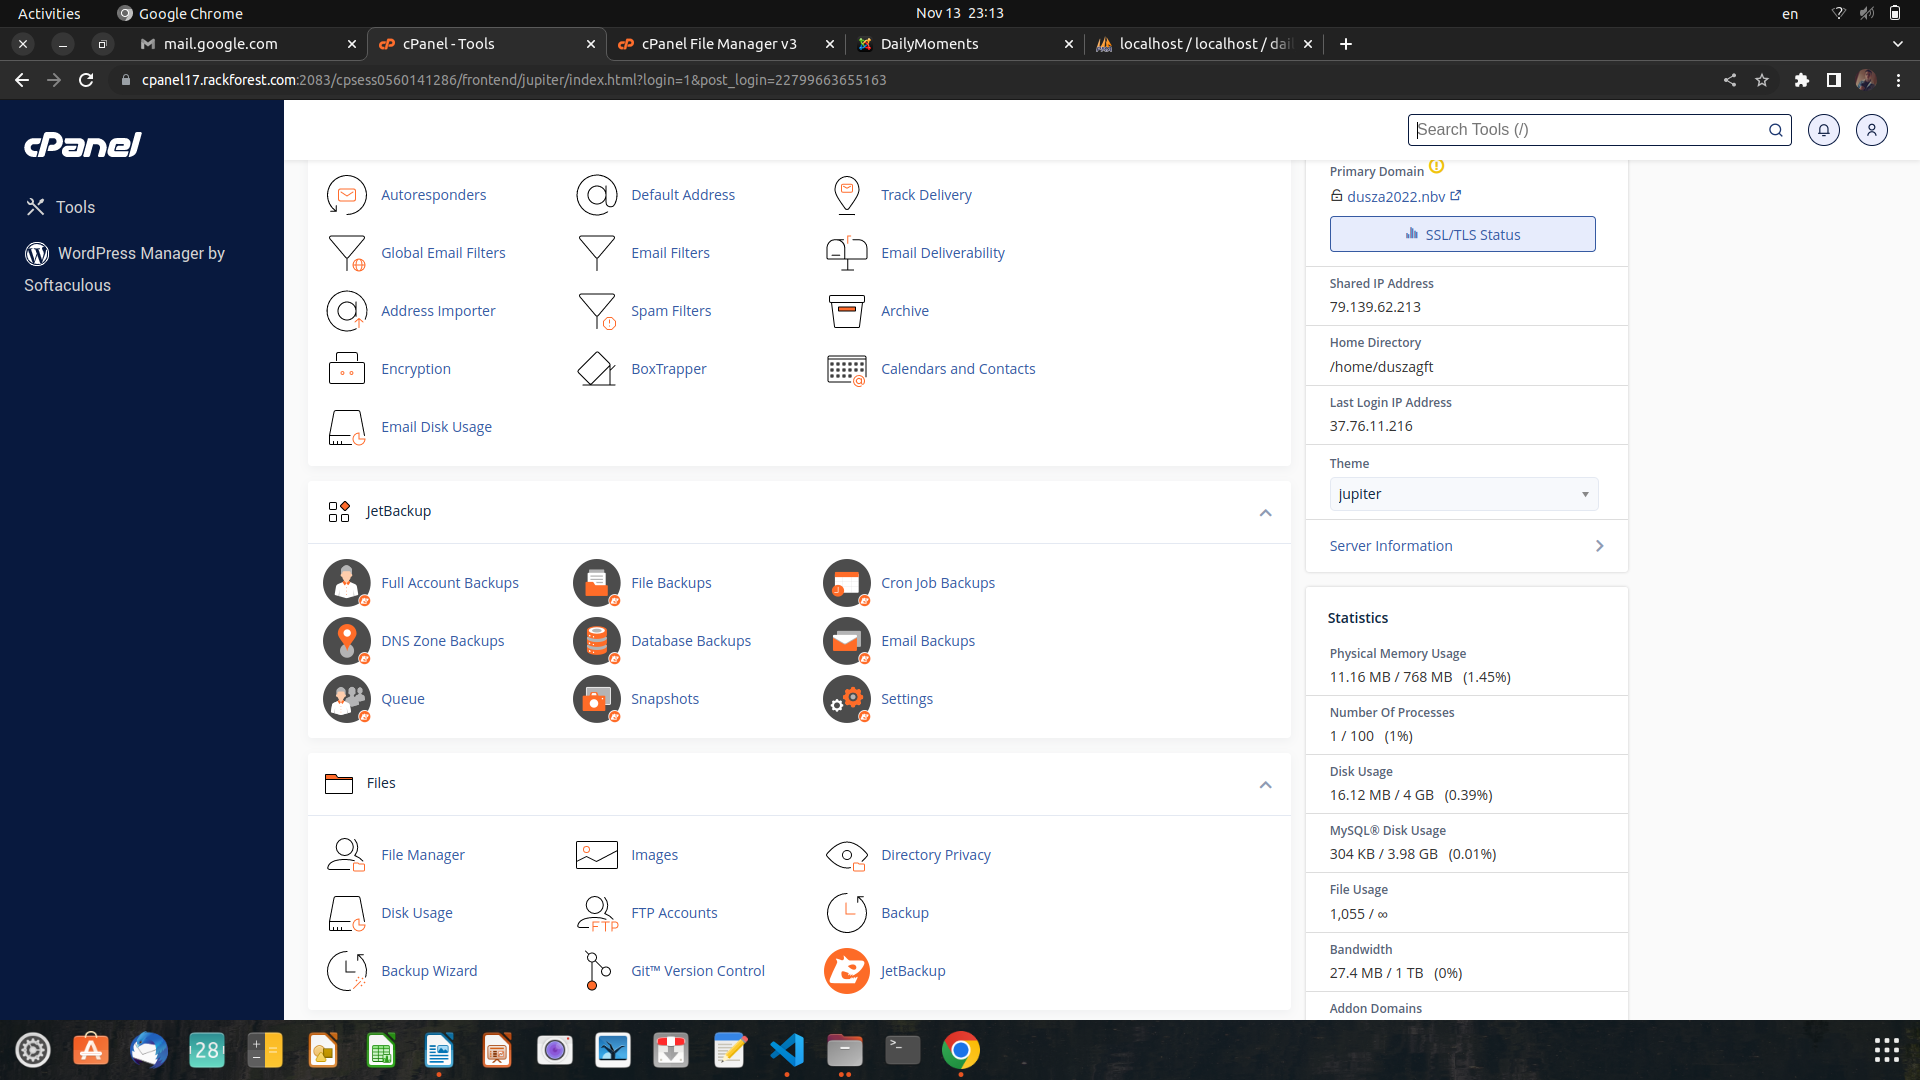 Activities
Google Chrome
Nov 13 23:13
en
mail.google.com
cPanel - Tools
cPanel File Manager v3
DailyMoments
localhost / localhost / dai
cpanel17.rackforest.com:2083/cpsess0560141286/frontend/jupiter/index.html?login=1&post_login=22799663655163
cPanel
Search Tools (/)
Tools
WordPress Manager by
Softaculous
Autoresponders
Default Address
Track Delivery
Global Email Filters
Email Filters
Email Deliverability
Address Importer
Spam Filters
Archive
Encryption
BoxTrapper
Calendars and Contacts
Email Disk Usage
JetBackup
Full Account Backups
File Backups
Cron Job Backups
DNS Zone Backups
Database Backups
Email Backups
Queue
Snapshots
Settings
Files
File Manager
Images
Directory Privacy
Disk Usage
FTP
FTP Accounts
Backup
Backup Wizard
Git™ Version Control
JetBackup
Primary Domain
dusza2022.nbv
SSL/TLS Status
Shared IP Address
79.139.62.213
Home Directory
/home/duszagft
Last Login IP Address
37.76.11.216
Theme
jupiter
Server Information
Statistics
Physical Memory Usage
11.16 MB / 768 MB (1.45%)
Number Of Processes
1 / 100 (1%)
Disk Usage
16.12 MB / 4 GB (0.39%)
MySQL® Disk Usage
304 KB / 3.98 GB (0.01%)
File Usage
1,055 / ∞
Bandwidth
27.4 MB / 1 TB (0%)
Addon Domains
28